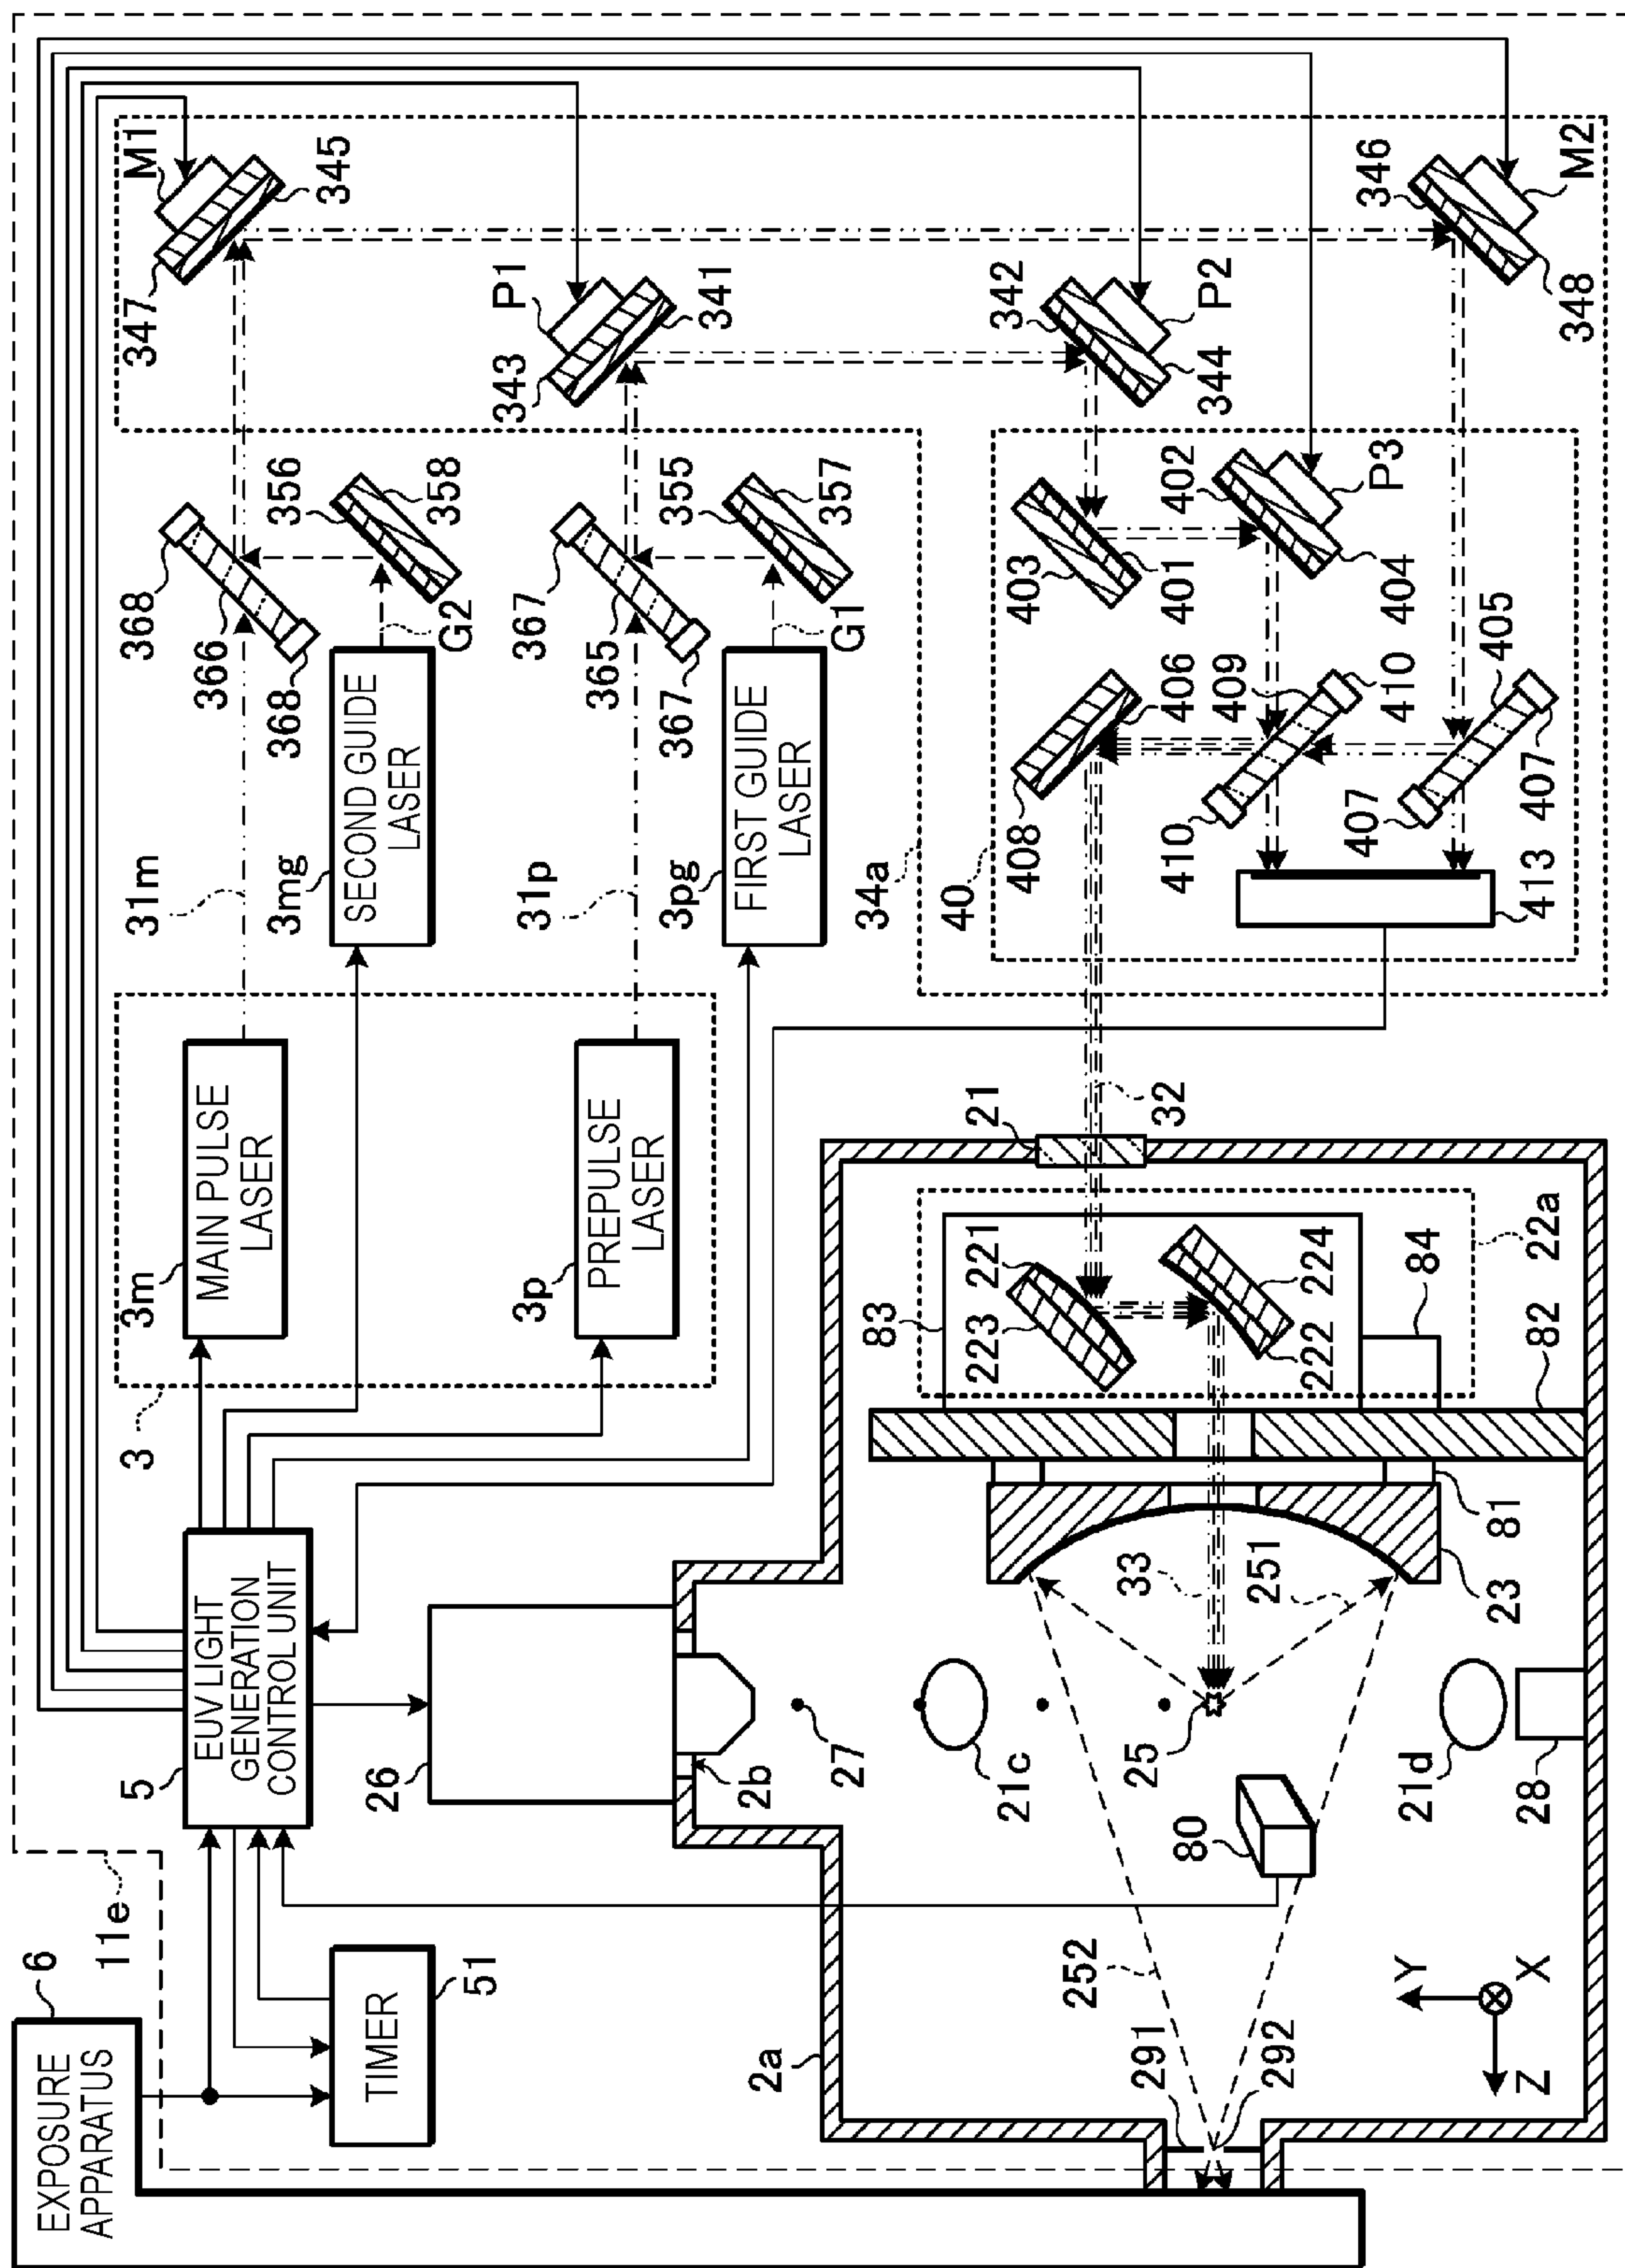 EXPOSURE
APPARATUS
6
11e
TIMER
51
5
EUV LIGHT
GENERATION
CONTROL UNIT
3
3m
MAIN PULSE
LASER
3p
PREPULSE
LASER
31m
3mg
SECOND GUIDE
LASER
31p
3pg
FIRST GUIDE
LASER
G2
G1
368
366
368
356
358
367
365
367
355
357
M1
347
345
P1
343
341
342
P2
344
346
M2
348
34a
40
403
401
402
P3
404
408
406
409
410
410
405
407
407
413
26
2b
2a
27
21c
25
21d
28
80
252
291
292
Y
Z
X
33
251
23
81
82
83
84
22a
221
223
222
224
21
32